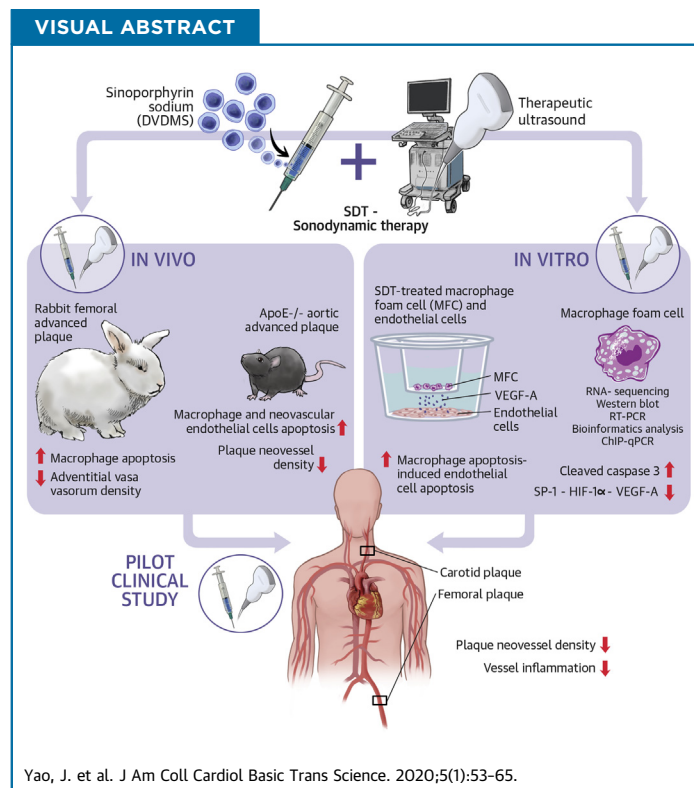 VISUAL ABSTRACT
Sinoporphyrin
sodium
(DVDMS)
Therapeutic
ultrasound
SDT -
Sonodynamic therapy
IN VIVO
Rabbit femoral
advanced
plaque
ApoE-/- aortic
advanced plaque
Macrophage and neovascular
endothelial cells apoptosis
Plaque neovessel
density
Macrophage apoptosis
Adventitial vasa
vasorum density
IN VITRO
SDT-treated macrophage
foam cell (MFC) and
endothelial cells
MFC
VEGF-A
Endothelial
cells
Macrophage apoptosis-
induced endothelial
cell apoptosis
Macrophage foam cell
RNA- sequencing
Western blot
RT-PCR
Bioinformatics analysis
ChIP-qPCR
Cleaved caspase 3
SP-1 - HIF-1α - VEGF-A
PILOT
CLINICAL
STUDY
Carotid plaque
Femoral plaque
Plaque neovessel density
Vessel inflammation
Yao, J. et al. J Am Coll Cardiol Basic Trans Science. 2020;5(1):53-65.